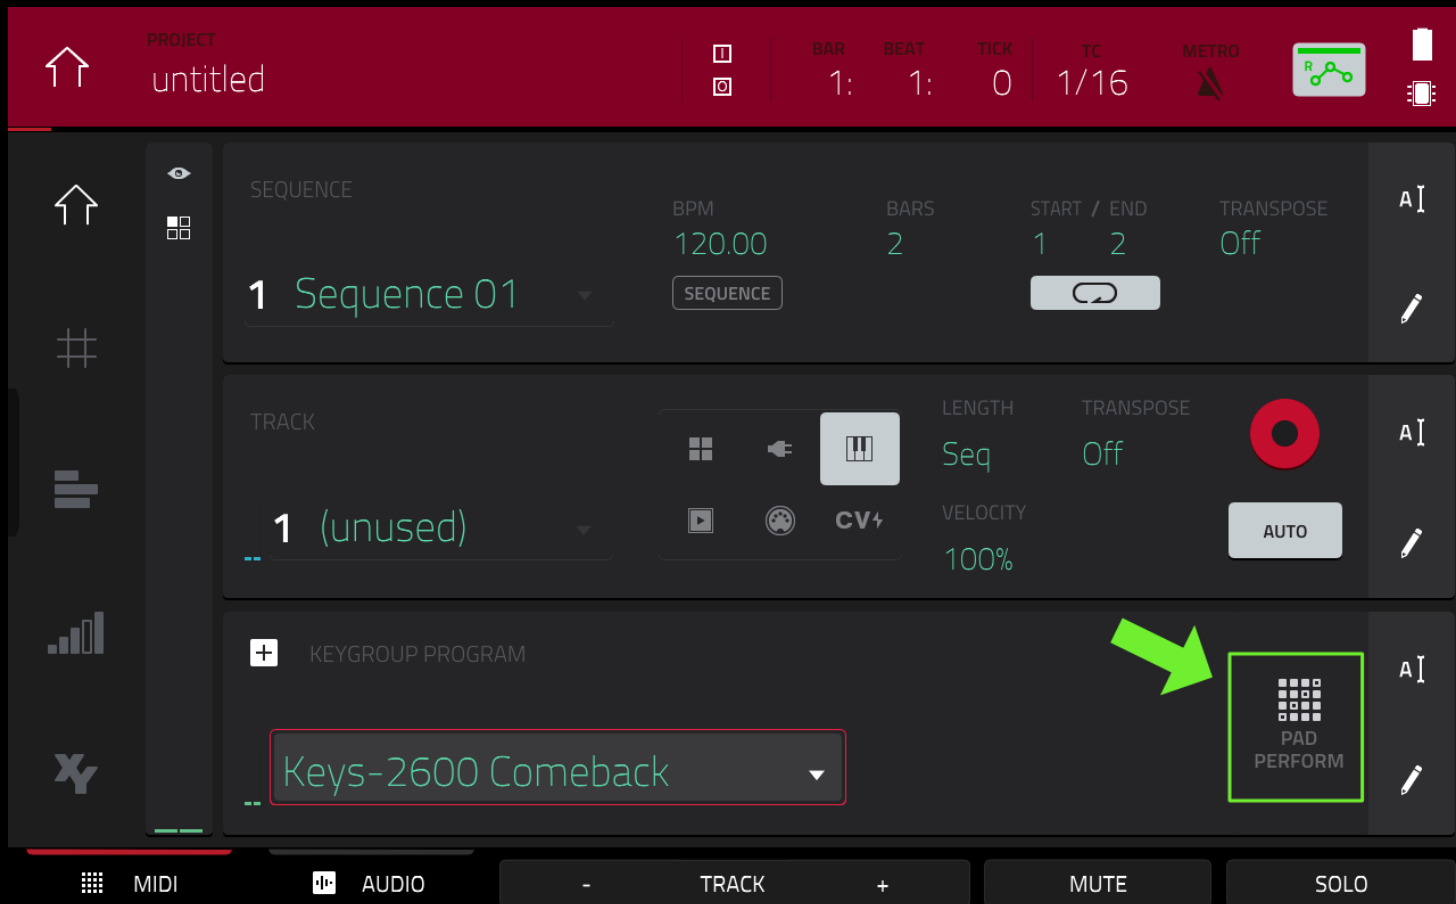 PROJECT
untitled
BAR BEAT TICK TC METRO
1: 1: 0 1/16
R
SEQUENCE
BPM BARS START / END TRANSPOSE
120.00 2 1 2 Off
1 Sequence 01
SEQUENCE
TRACK
LENGTH TRANSPOSE
Seq Off
1 (unused)
CV
VELOCITY
100%
AUTO
KEYGROUP PROGRAM
Keys-2600 Comeback
PAD
PERFORM
A
A
A
XY
MIDI AUDIO - TRACK + MUTE SOLO